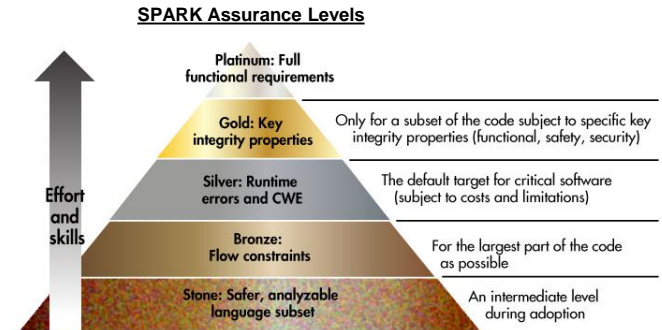 SPARK Assurance Levels
Platinum: Full
functional requirements
Gold: Key
integrity properties
Only for a subset of the code subject to specific key
integrity properties (functional, safety, security)
Silver: Runtime
errors and CWE
The default target for critical software
(subject to costs and limitations)
Effort
and
skills
Bronze:
Flow constraints
For the largest part of the code
as possible
Stone: Safer, analyzable
language subset
An intermediate level
during adoption